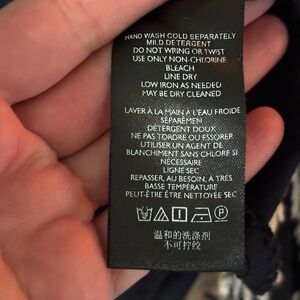 HAND WASH COLD SEPARATELY
MILD DETERGENT
DO NOT WRING OR TWIST
USE ONLY NON-CHLORINE
BLEACH
LINE DRY
LOW IRON AS NEEDED
MAY BE DRY CLEANED
LAVER À LA MAIN À L'EAU FROIDE
SÉPARÉMENT
DÉTERGENT DOUX
NE PAS TORDRE OU ESSORER
UTILISER UN AGENT DE
BLANCHIMENT SANS CHLORE SI
NÉCESSAIRE
LIGNE SEC
REPASSER, AU BESOIN, À TRÈS
BASSE TEMPÉRATURE
PEUT-ÊTRE ÊTRE NETTOYÉE SEC
温和的洗涤剂
不可拧绞